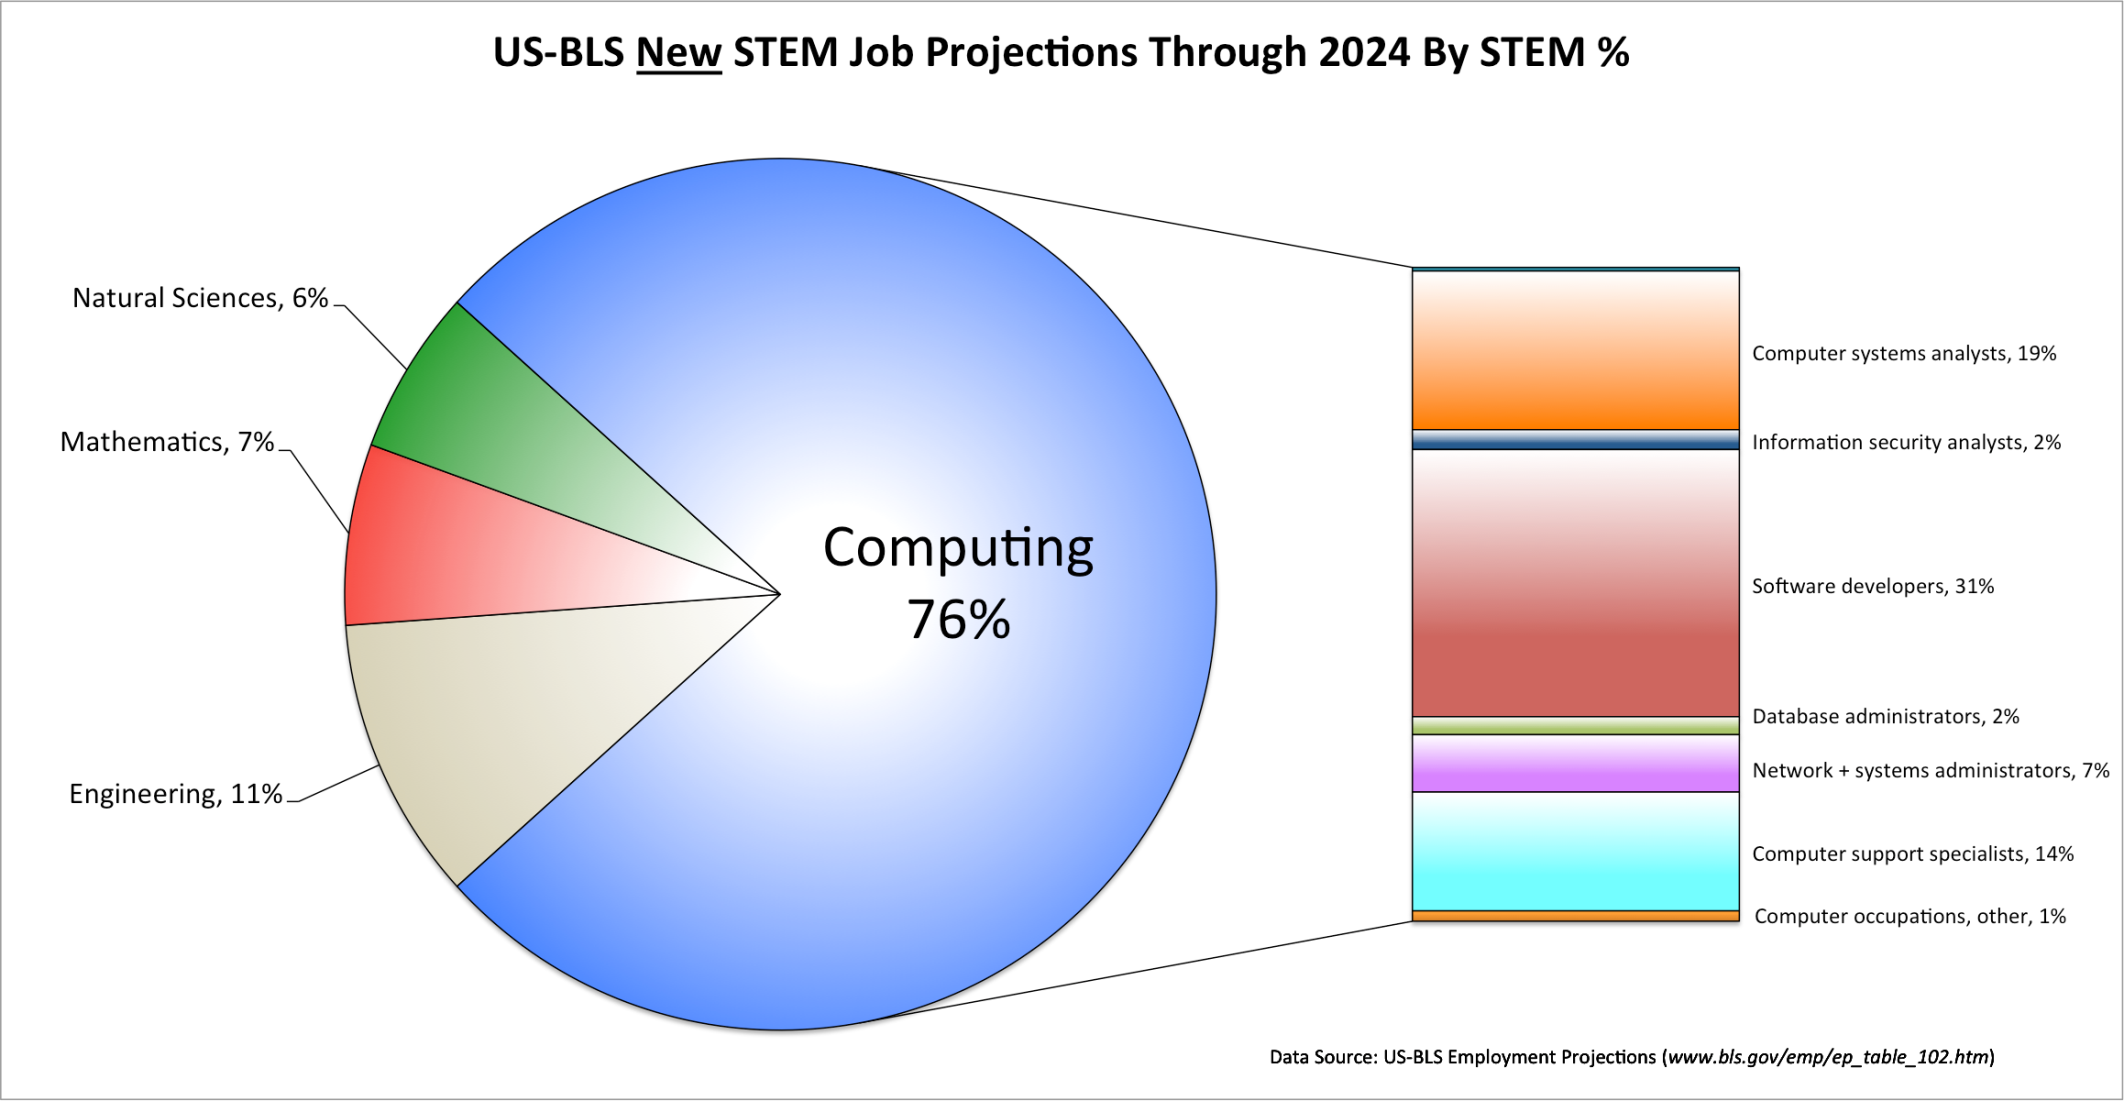 US-BLS New STEM Job Projections Through 2024 By STEM %
Natural Sciences, 6%
Mathematics, 7%
Engineering, 11%
Computing
76%
Computer systems analysts, 19%
Information security analysts, 2%
Software developers, 31%
Database administrators, 2%
Network + systems administrators, 7%
Computer support specialists, 14%
Computer occupations, other, 1%
Data Source: US-BLS Employment Projections (www.bls.gov/emp/ep_table_102.htm)